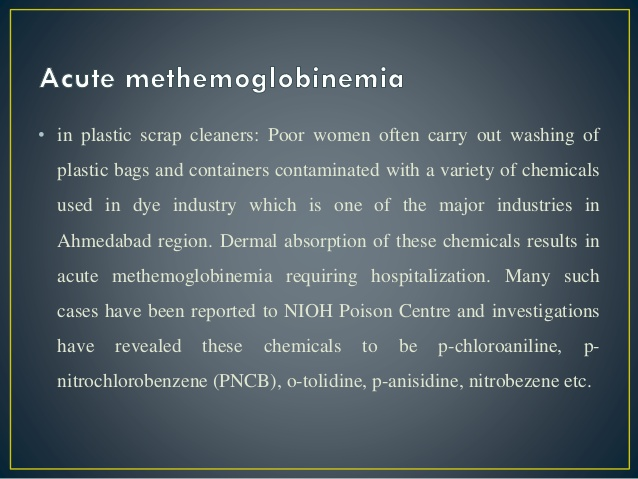 Acute methemoglobinemia
• in plastic scrap cleaners: Poor women often carry out washing of
plastic bags and containers contaminated with a variety of chemicals
used in dye industry which is one of the major industries in
Ahmedabad region. Dermal absorption of these chemicals results in
acute methemoglobinemia requiring hospitalization. Many such
cases have been reported to NIOH Poison Centre and investigations
have revealed these chemicals to be p-chloroaniline, p-
nitrochlorobenzene (PNCB), o-tolidine, p-anisidine, nitrobezene etc.